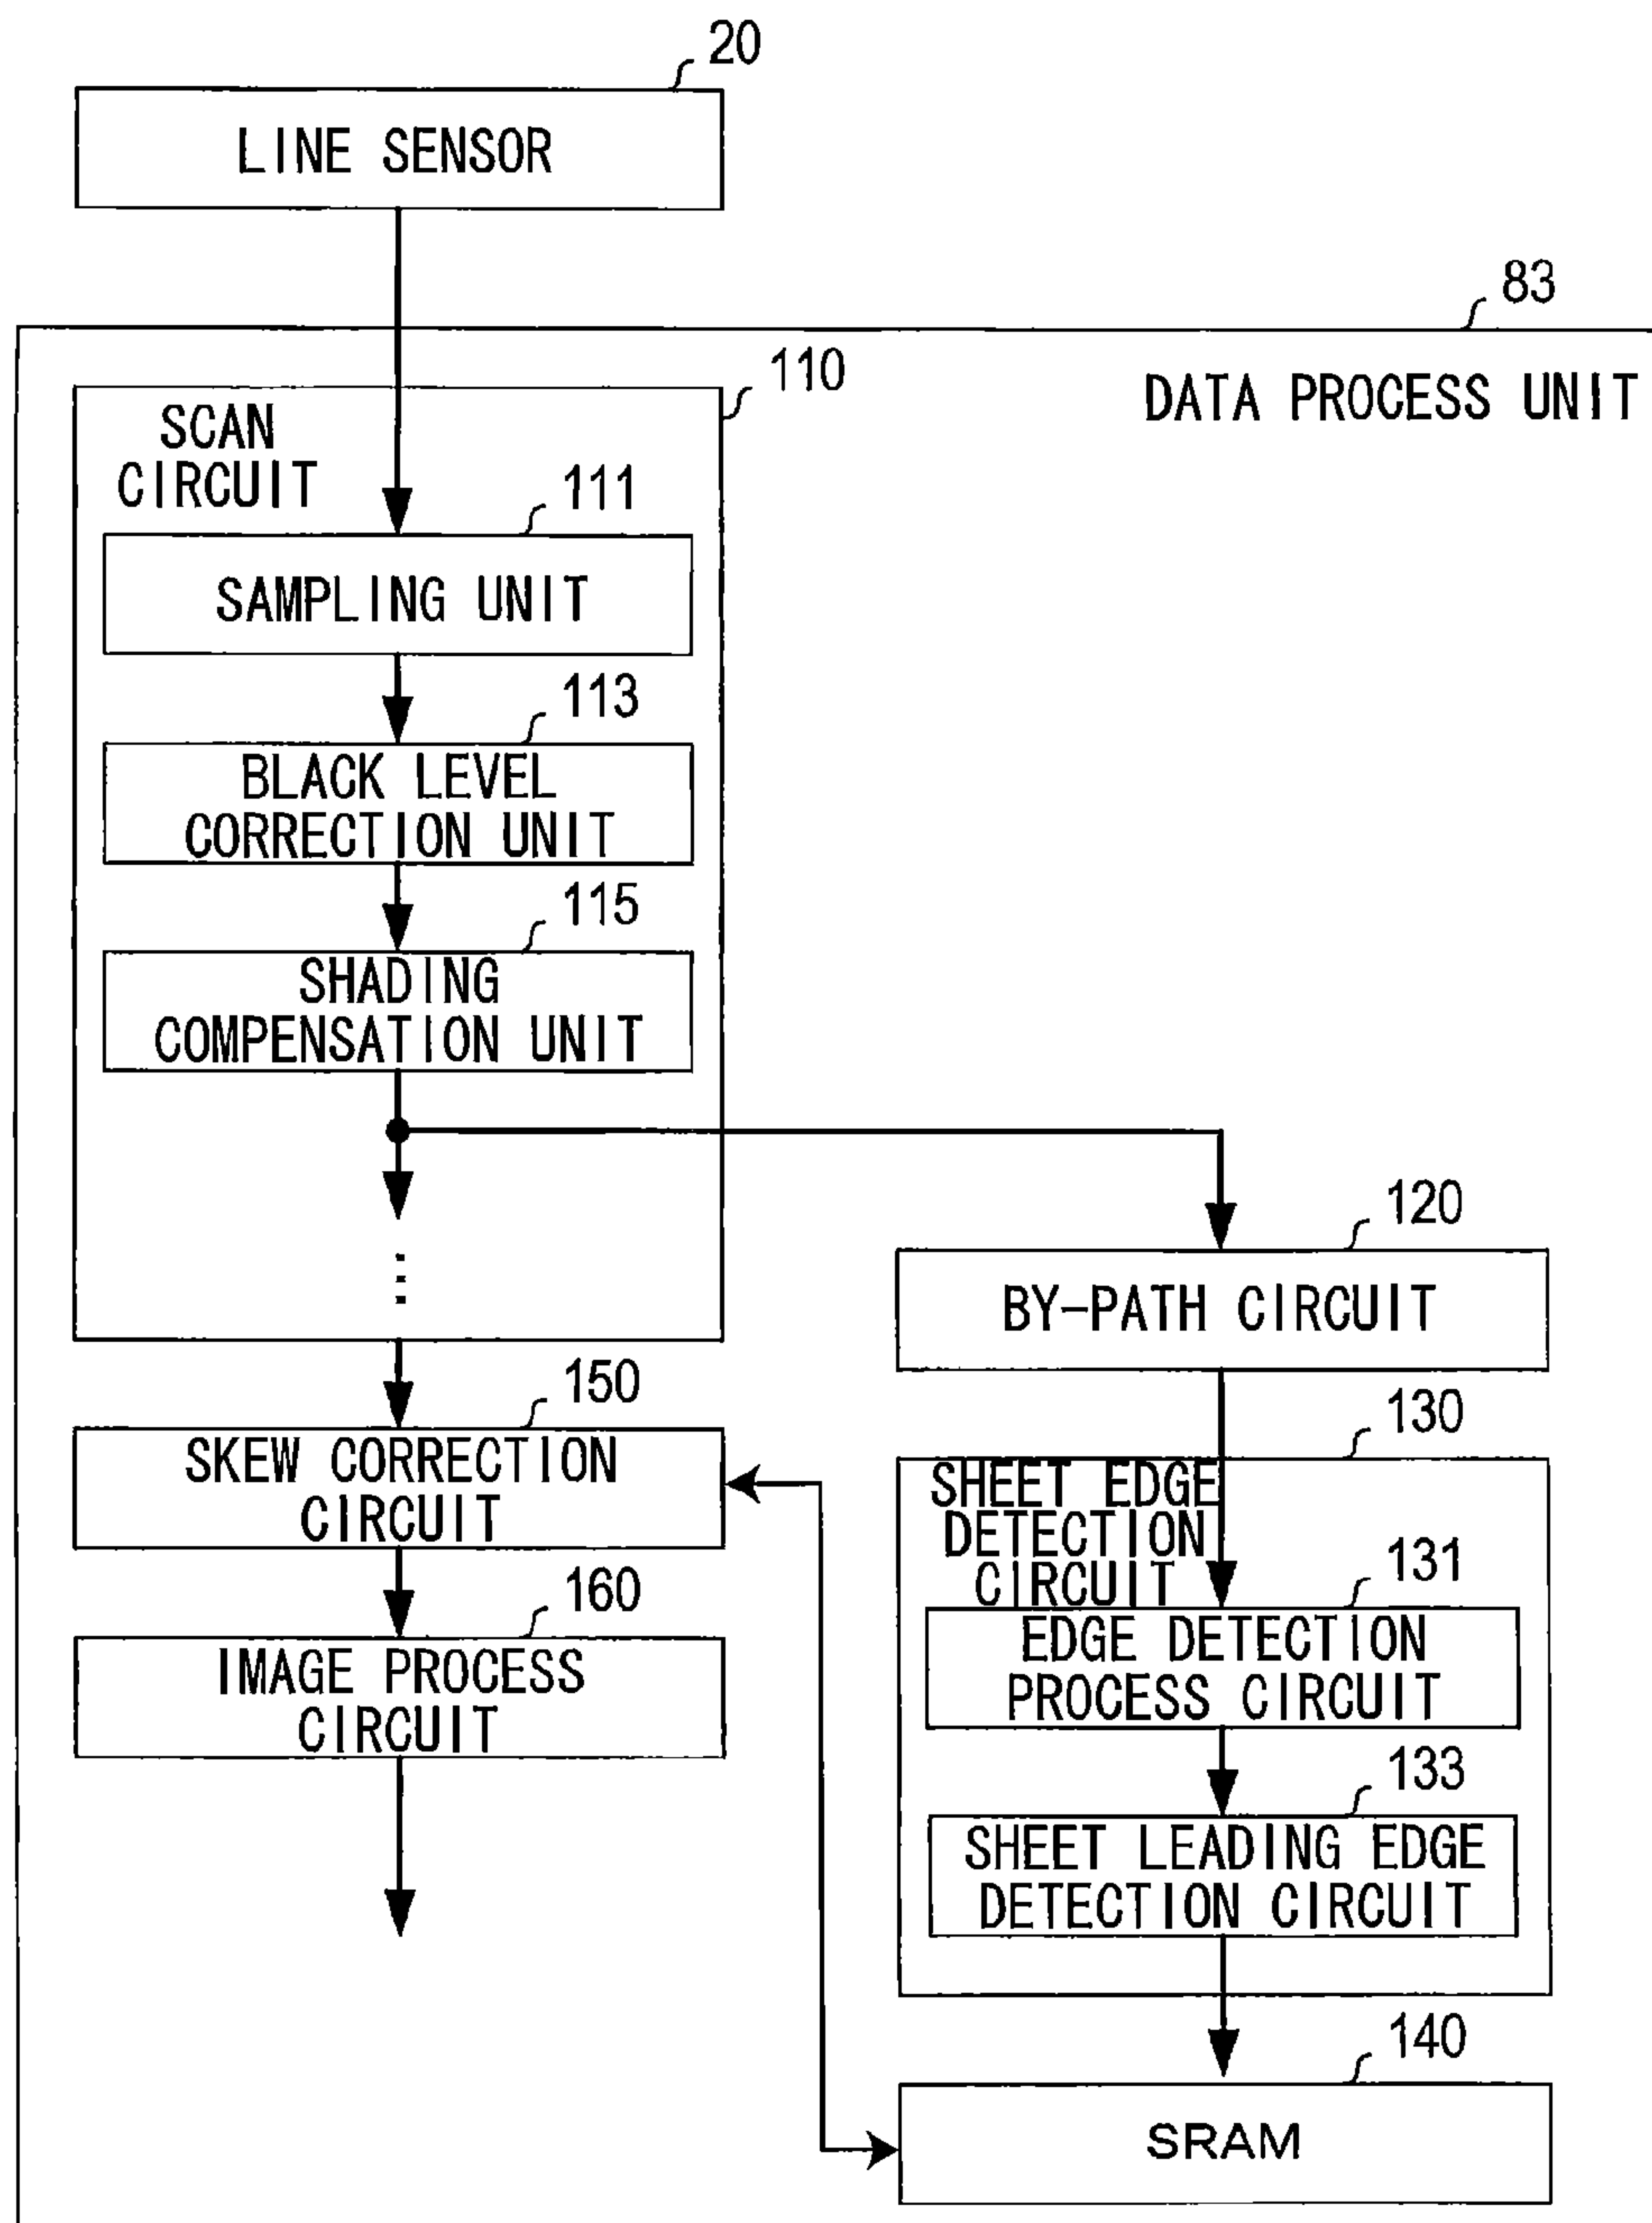 20
LINE SENSOR
83
DATA PROCESS UNIT
110
SCAN
CIRCUIT
111
SAMPLING UNIT
113
BLACK LEVEL
CORRECTION UNIT
115
SHADING
COMPENSATION UNIT
120
BY-PATH CIRCUIT
150
SKEW CORRECTION
CIRCUIT
130
SHEET EDGE
DETECTION
CIRCUIT
160
IMAGE PROCESS
CIRCUIT
131
EDGE DETECTION
PROCESS CIRCUIT
133
SHEET LEADING EDGE
DETECTION CIRCUIT
140
SRAM